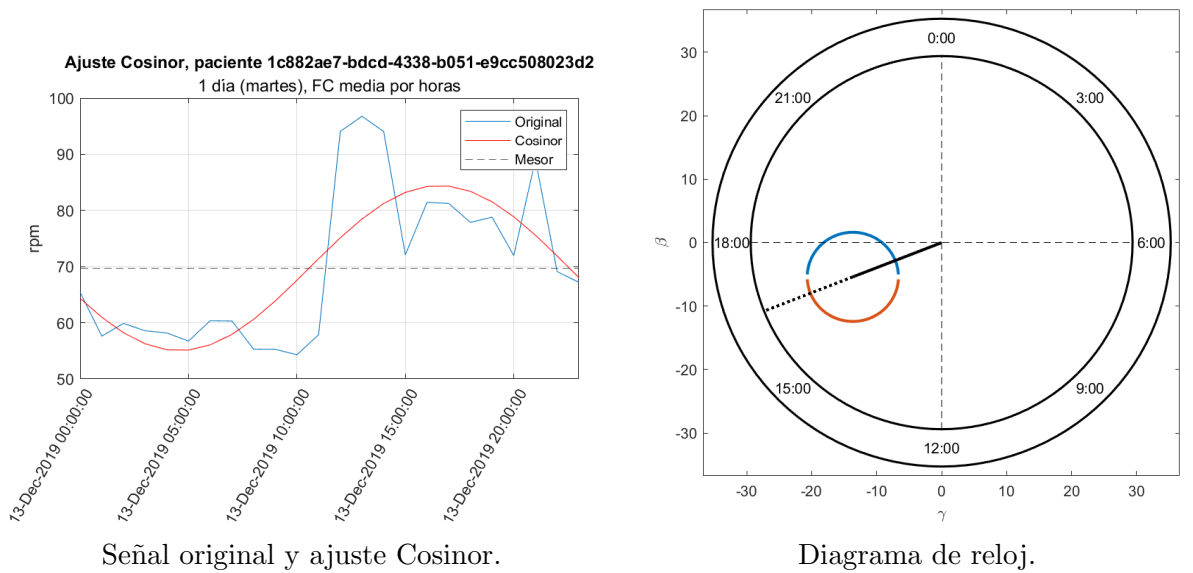 Ajuste Cosinor, paciente 1c882ae7-bdcd-4338-b051-e9cc508023d2
1 día (martes), FC media por horas
100
90
80
70
60
50
rpm
Original
Cosinor
Mesor
13-Dec-2019 00:00:00
13-Dec-2019 05:00:00
13-Dec-2019 10:00:00
13-Dec-2019 15:00:00
13-Dec-2019 20:00:00
Señal original y ajuste Cosinor.
30
20
10
0
-10
-20
-30
β
0:00
3:00
6:00
9:00
12:00
15:00
18:00
21:00
-30
-20
-10
0
10
20
30
γ
Diagrama de reloj.